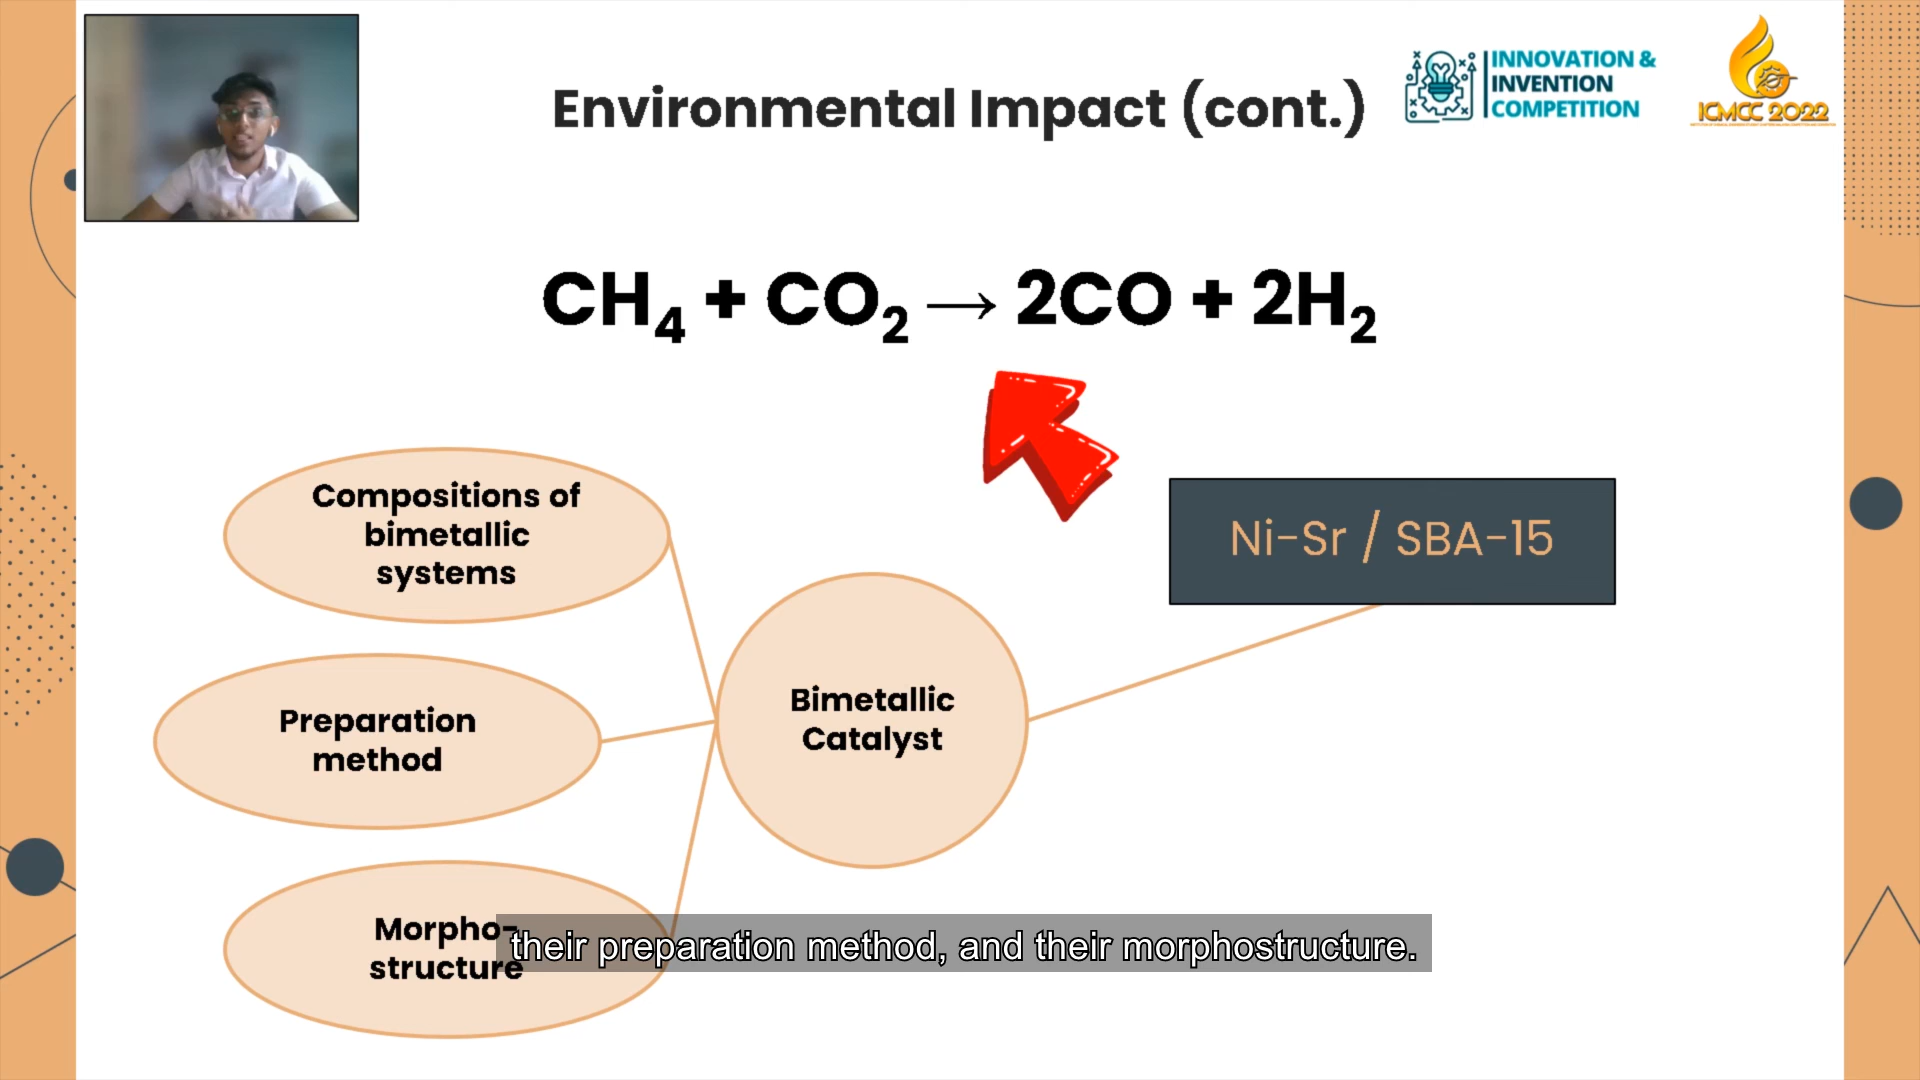 Environmental Impact (cont.)
INNOVATION &
INVENTION
COMPETITION
ICMCC 2022
CH₄ + CO₂ → 2CO + 2H₂
Compositions of
bimetallic
systems
Ni-Sr / SBA-15
Preparation
method
Bimetallic
Catalyst
Morpho-
structure
their preparation method, and their morphostructure.